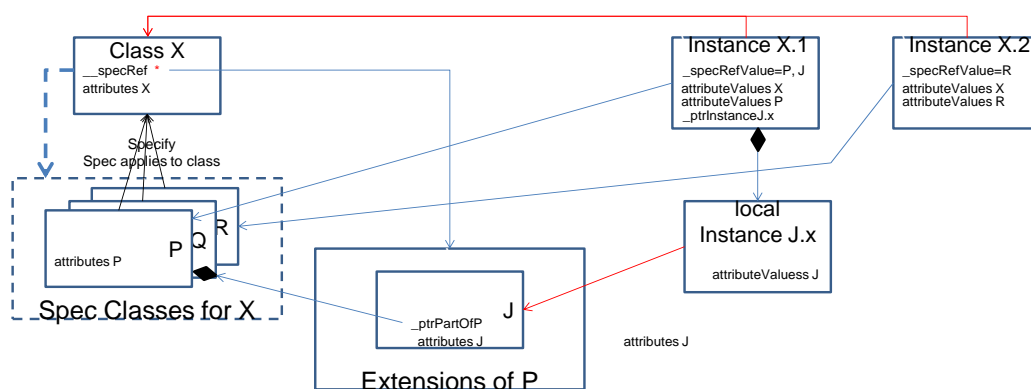 Class X
__specRef *
attributes X
Instance X.1
_specRefValue=P, J
attributeValues X
attributeValues P
_ptrInstanceJ.x
Instance X.2
_specRefValue=R
attributeValues X
attributeValues R
Specify
Spec applies to class
R
Q
P
attributes P
Spec Classes for X
local
Instance J.x
attributeValuess J
J
_ptrPartOfP
attributes J
attributes J
Extensions of P